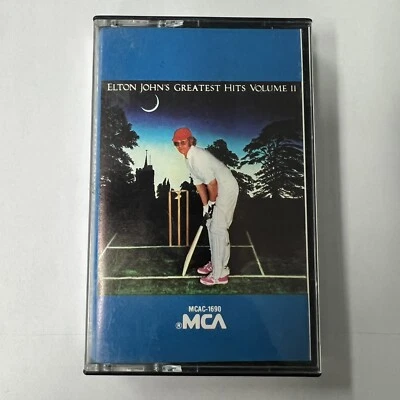 ELTON JOHN'S GREATEST HITS VOLUME II
MCAC-1690
®MCA